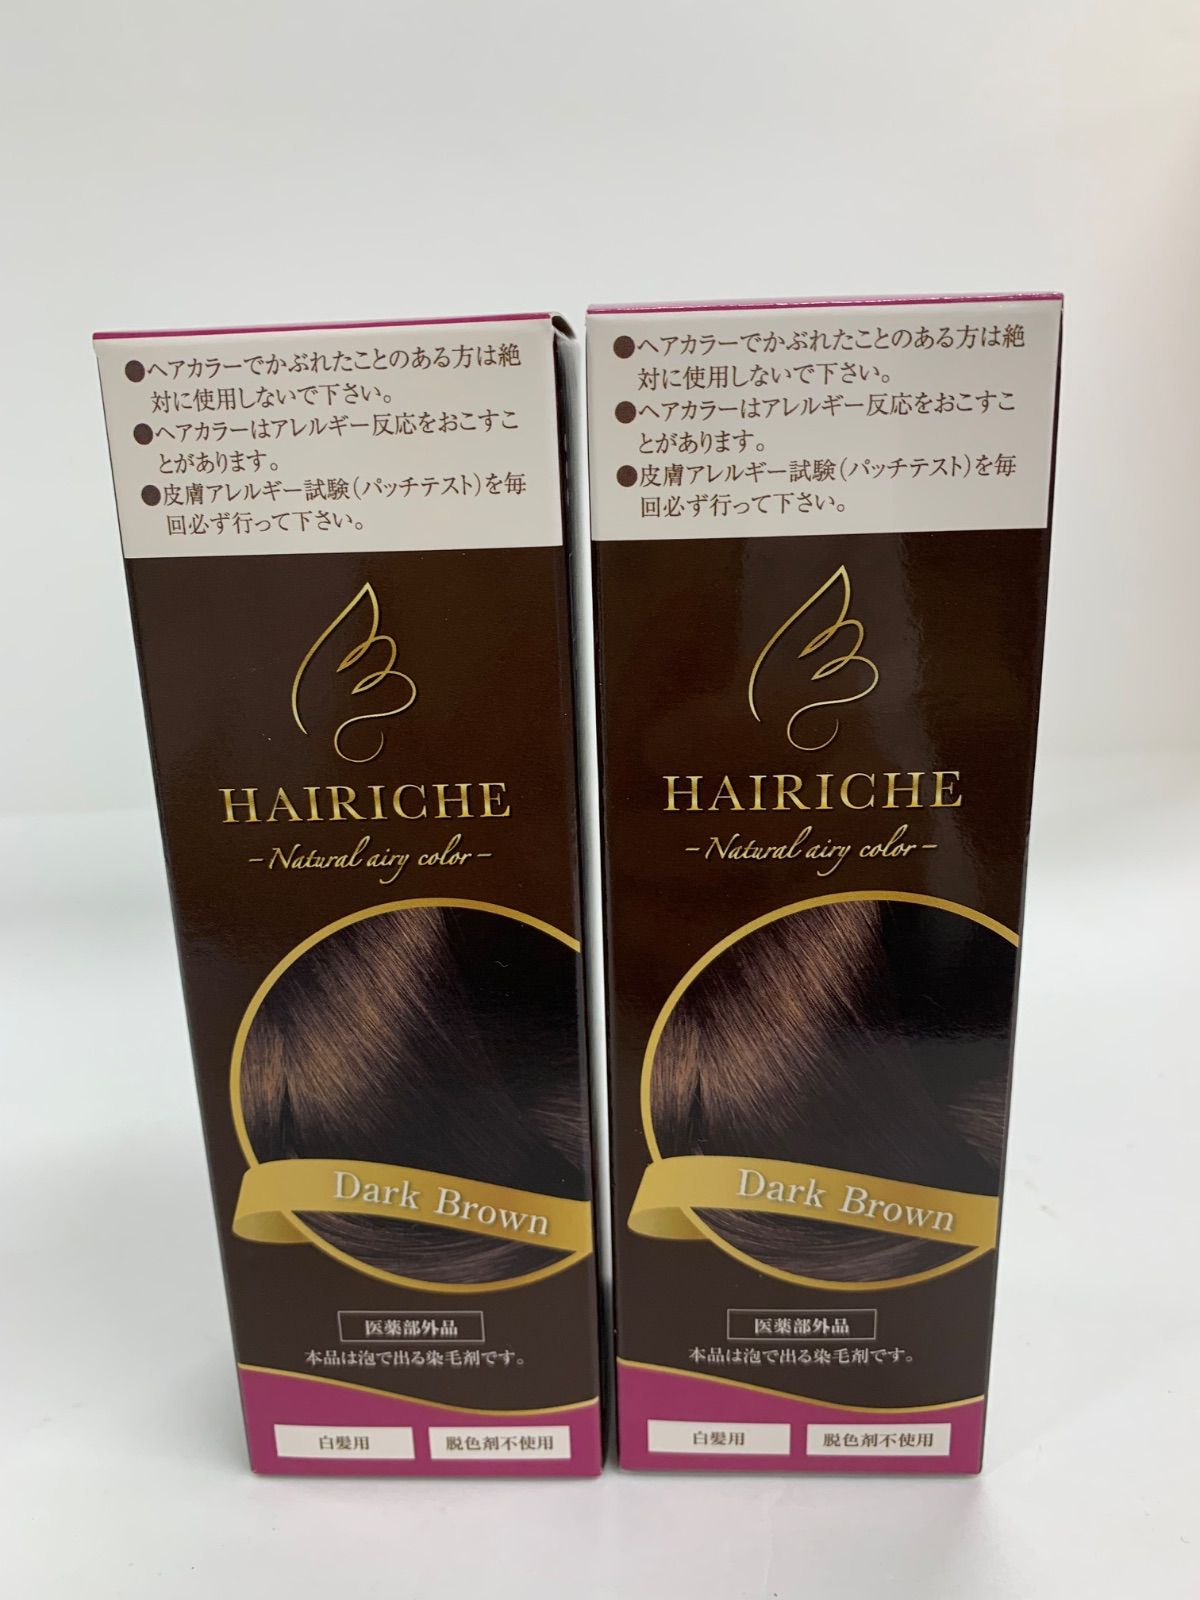 ●ヘアカラーでかぶれたことのある方は絶
対に使用しないで下さい。
●ヘアカラーはアレルギー反応をおこすこ
とがあります。
●皮膚アレルギー試験(パッチテスト)を毎
回必ず行って下さい。
HAIRICHE
-Natural airy color-
Dark Brown
医薬部外品
本品は泡で出る染毛剤です。
白髪用
脱色剤不使用
●ヘアカラーでかぶれたことのある方は絶
対に使用しないで下さい。
●ヘアカラーはアレルギー反応をおこすこ
とがあります。
●皮膚アレルギー試験(パッチテスト)を毎
回必ず行って下さい。
HAIRICHE
-Natural airy color-
Dark Brown
医薬部外品
本品は泡で出る染毛剤です。
白髪用
脱色剤不使用